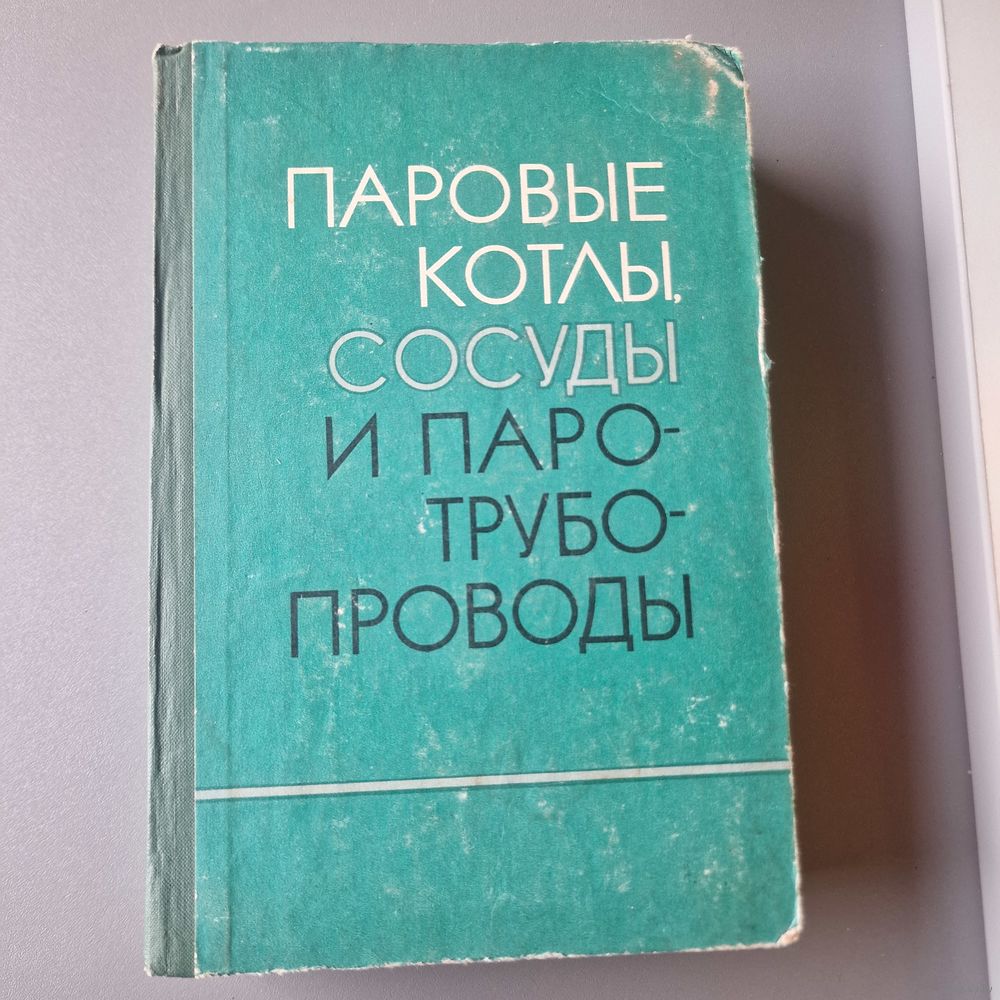 ПАРОВЫЕ
КОТЛЫ,
СОСУДЫ
И ПАРО-
ТРУБО-
ПРОВОДЫ